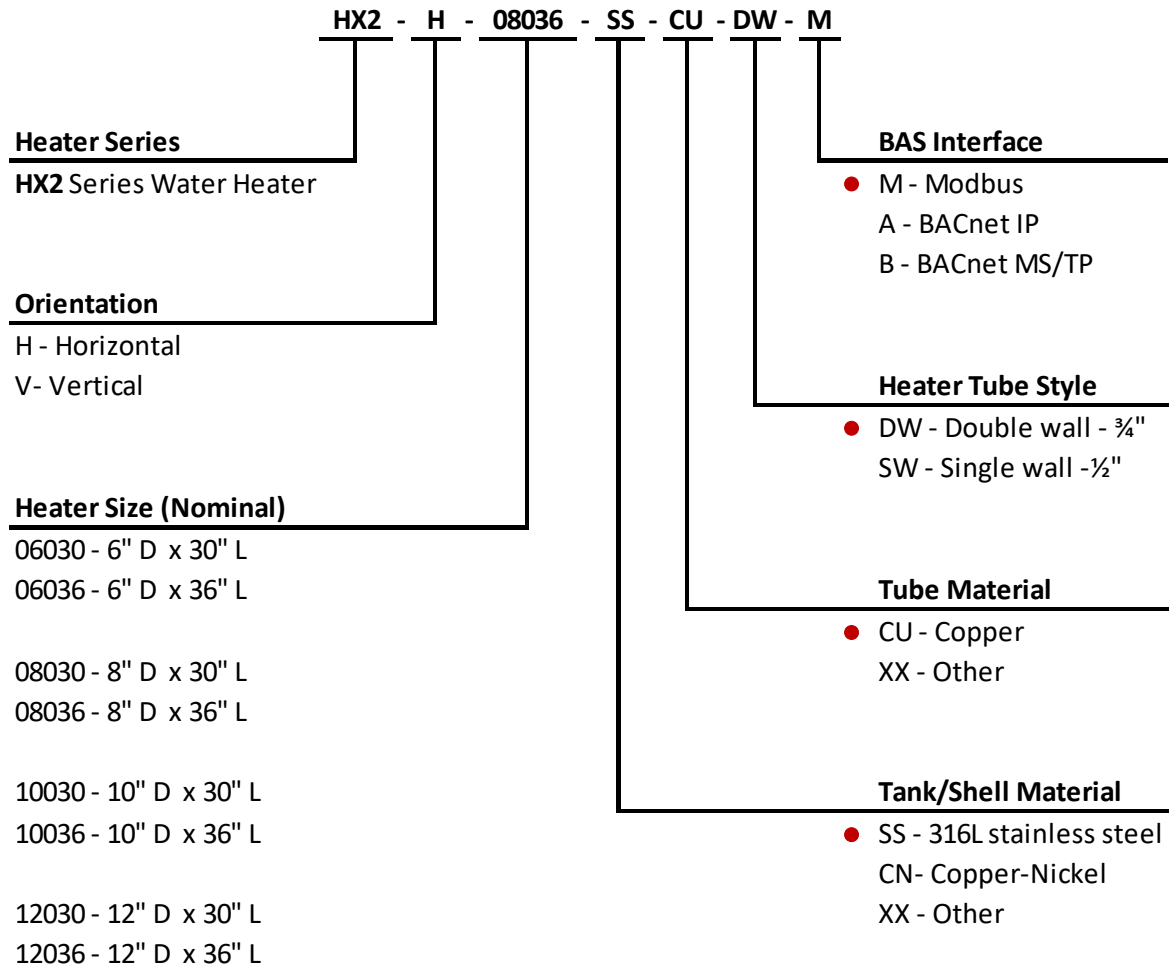 HX2 - H - 08036 - SS - CU - DW - M
Heater Series
HX2 Series Water Heater
Orientation
H - Horizontal
V- Vertical
Heater Size (Nominal)
06030 - 6" D x 30" L
06036 - 6" D x 36" L
08030 - 8" D x 30" L
08036 - 8" D x 36" L
10030 - 10" D x 30" L
10036 - 10" D x 36" L
12030 - 12" D x 30" L
12036 - 12" D x 36" L
BAS Interface
M - Modbus
A - BACnet IP
B - BACnet MS/TP
Heater Tube Style
DW - Double wall - ¾"
SW - Single wall -½"
Tube Material
CU - Copper
XX - Other
Tank/Shell Material
SS - 316L stainless steel
CN- Copper-Nickel
XX - Other